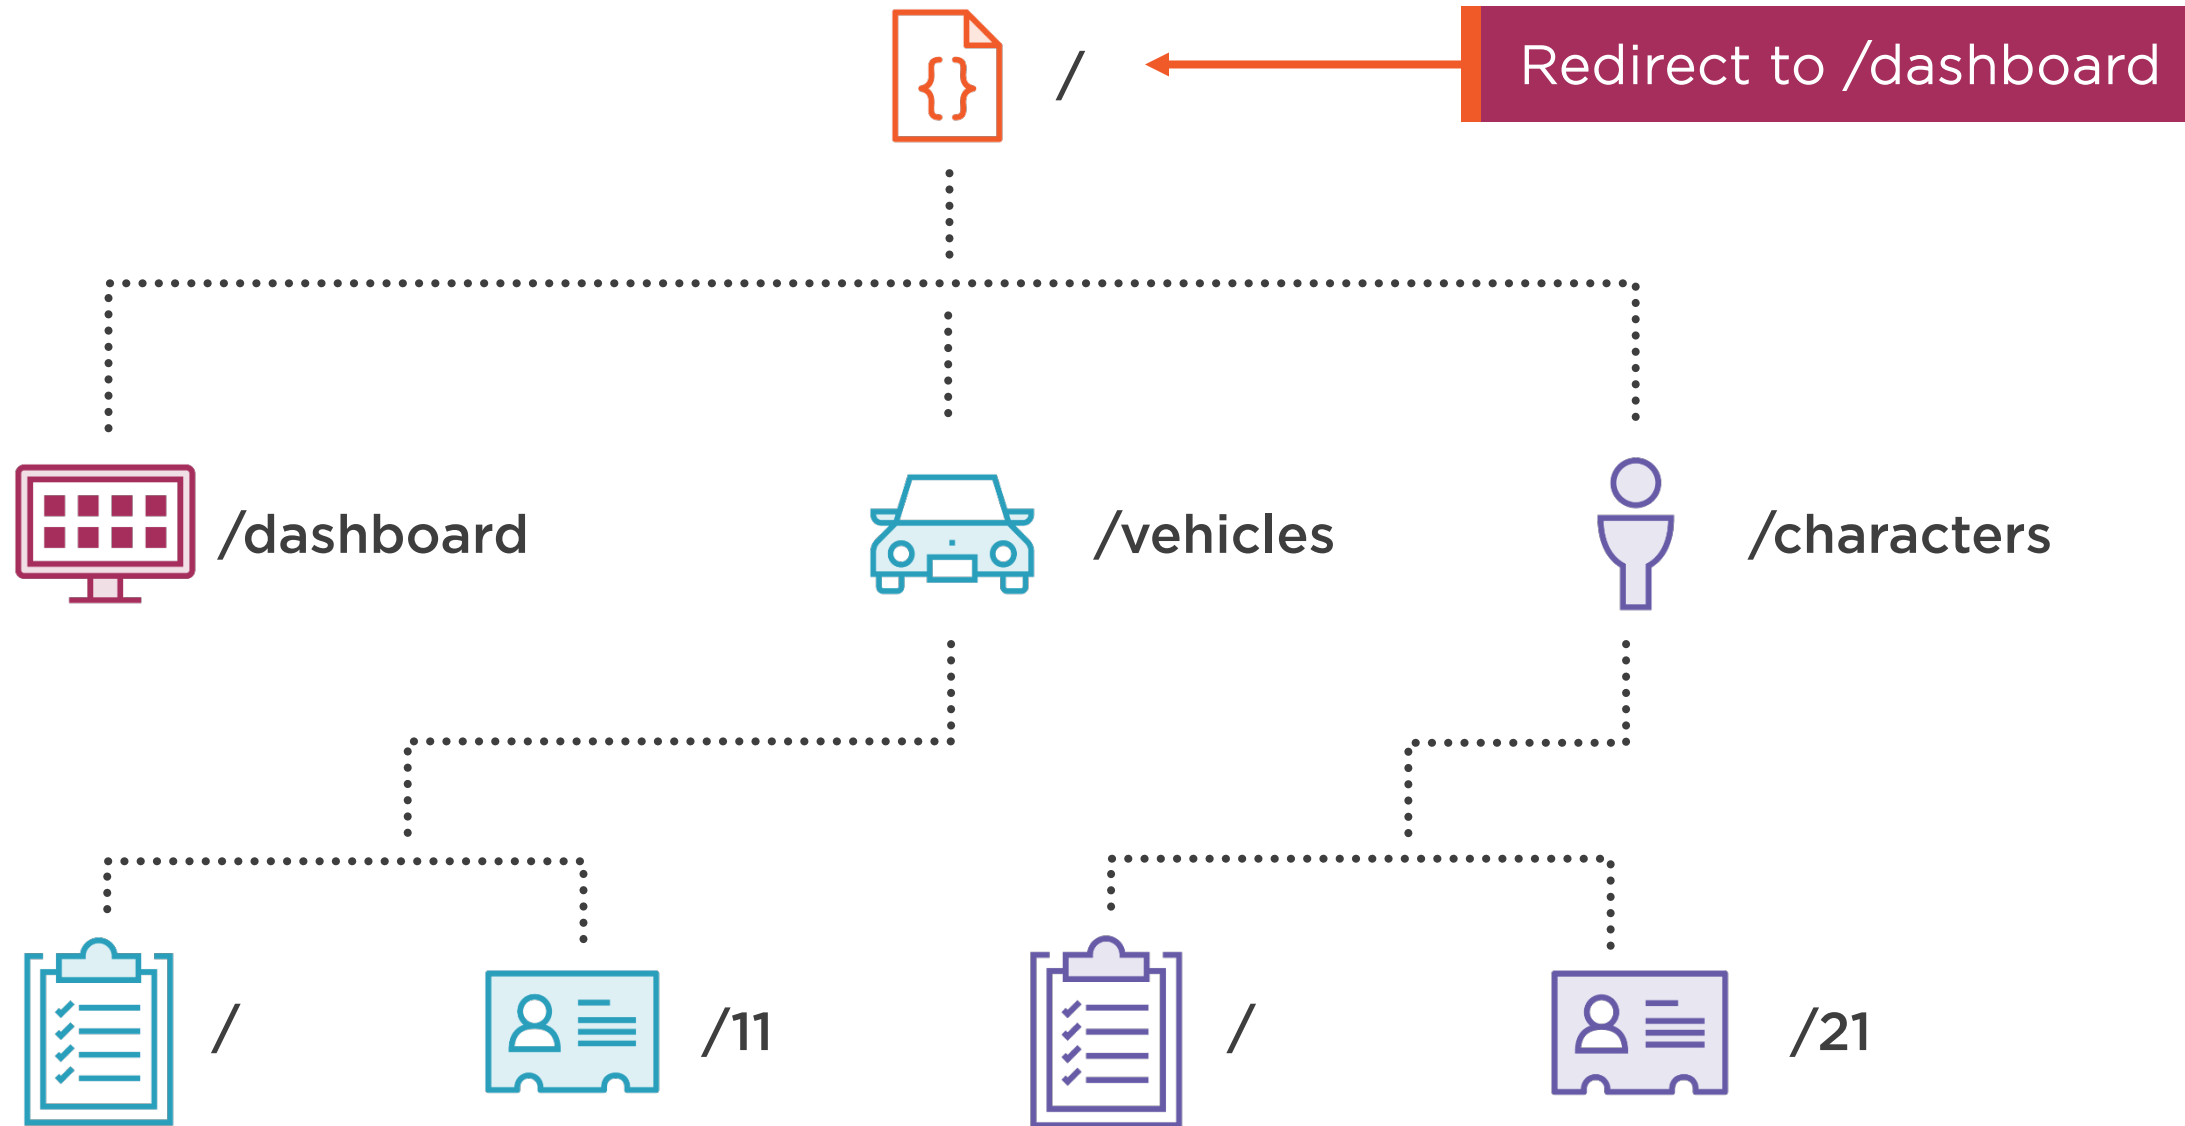 /
Redirect to /dashboard
/dashboard
/vehicles
/characters
/
/11
/
/21